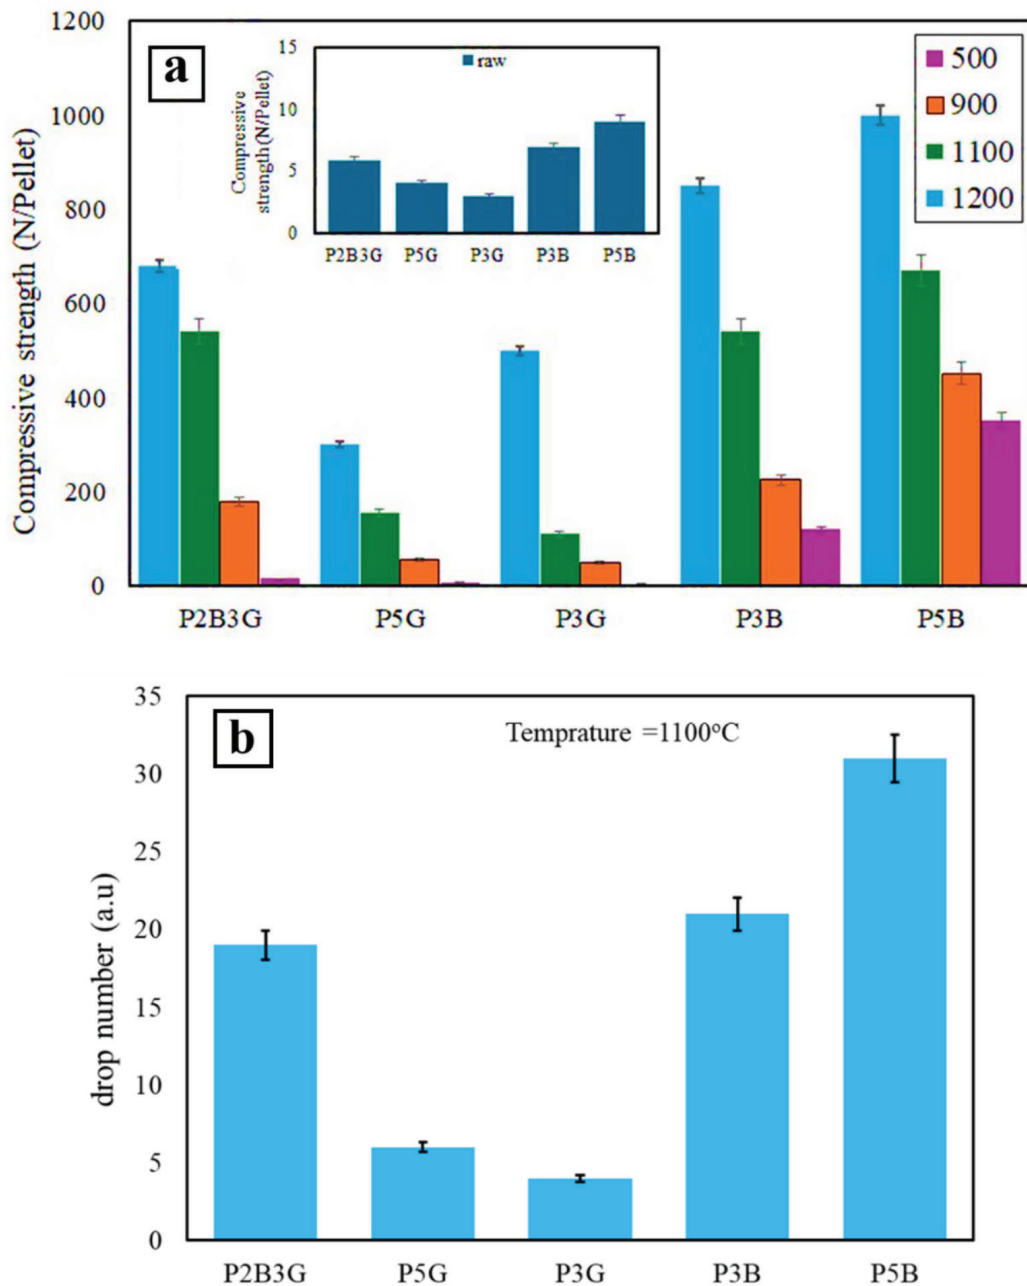 a
Compressive strength (N/Pellet)
1200
1000
800
600
400
200
0
P2B3G P5G P3G P3B P5B
Compressive
strength (N/Pellet)
15
10
5
0
raw
P2B3G P5G P3G P3B P5B
500
900
1100
1200
b
Temprature =1100°C
drop number (a.u)
35
30
25
20
15
10
5
0
P2B3G P5G P3G P3B P5B